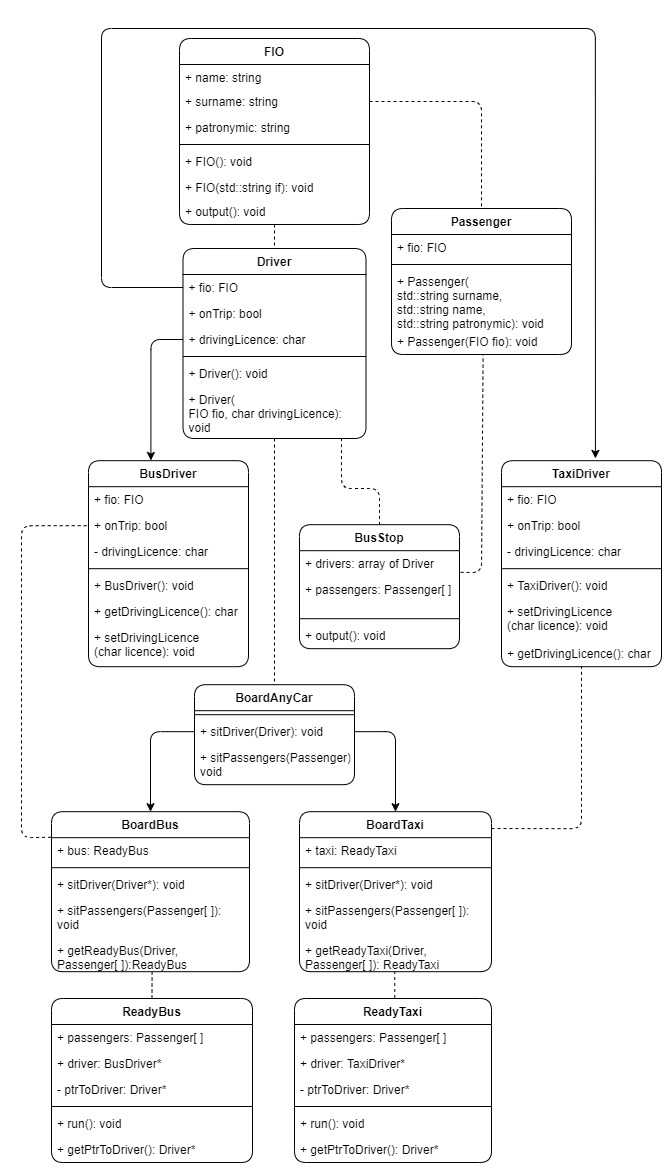 FIO
+ name: string
+ surname: string
+ patronymic: string
+ FIO(): void
+ FIO(std::string if): void
+ output(): void
Passenger
+ fio: FIO
+ Passenger(
std::string surname,
std::string name,
std::string patronymic): void
+ Passenger(FIO fio): void
Driver
+ fio: FIO
+ onTrip: bool
+ drivingLicence: char
+ Driver(): void
+ Driver(
FIO fio, char drivingLicence):
void
BusDriver
+ fio: FIO
+ onTrip: bool
- drivingLicence: char
+ BusDriver(): void
+ getDrivingLicence(): char
+ setDrivingLicence
(char licence): void
BusStop
+ drivers: array of Driver
+ passengers: Passenger[ ]
+ output(): void
TaxiDriver
+ fio: FIO
+ onTrip: bool
- drivingLicence: char
+ TaxiDriver(): void
+ setDrivingLicence
(char licence): void
+ getDrivingLicence(): char
BoardAnyCar
+ sitDriver(Driver): void
+ sitPassengers(Passenger)
void
BoardBus
+ bus: ReadyBus
+ sitDriver(Driver*): void
+ sitPassengers(Passenger[ ]):
void
+ getReadyBus(Driver,
Passenger[ ]):ReadyBus
BoardTaxi
+ taxi: ReadyTaxi
+ sitDriver(Driver*): void
+ sitPassengers(Passenger[ ]):
void
+ getReadyTaxi(Driver,
Passenger[ ]): ReadyTaxi
ReadyBus
+ passengers: Passenger[ ]
+ driver: BusDriver*
- ptrToDriver: Driver*
+ run(): void
+ getPtrToDriver(): Driver*
ReadyTaxi
+ passengers: Passenger[ ]
+ driver: TaxiDriver*
- ptrToDriver: Driver*
+ run(): void
+ getPtrToDriver(): Driver*